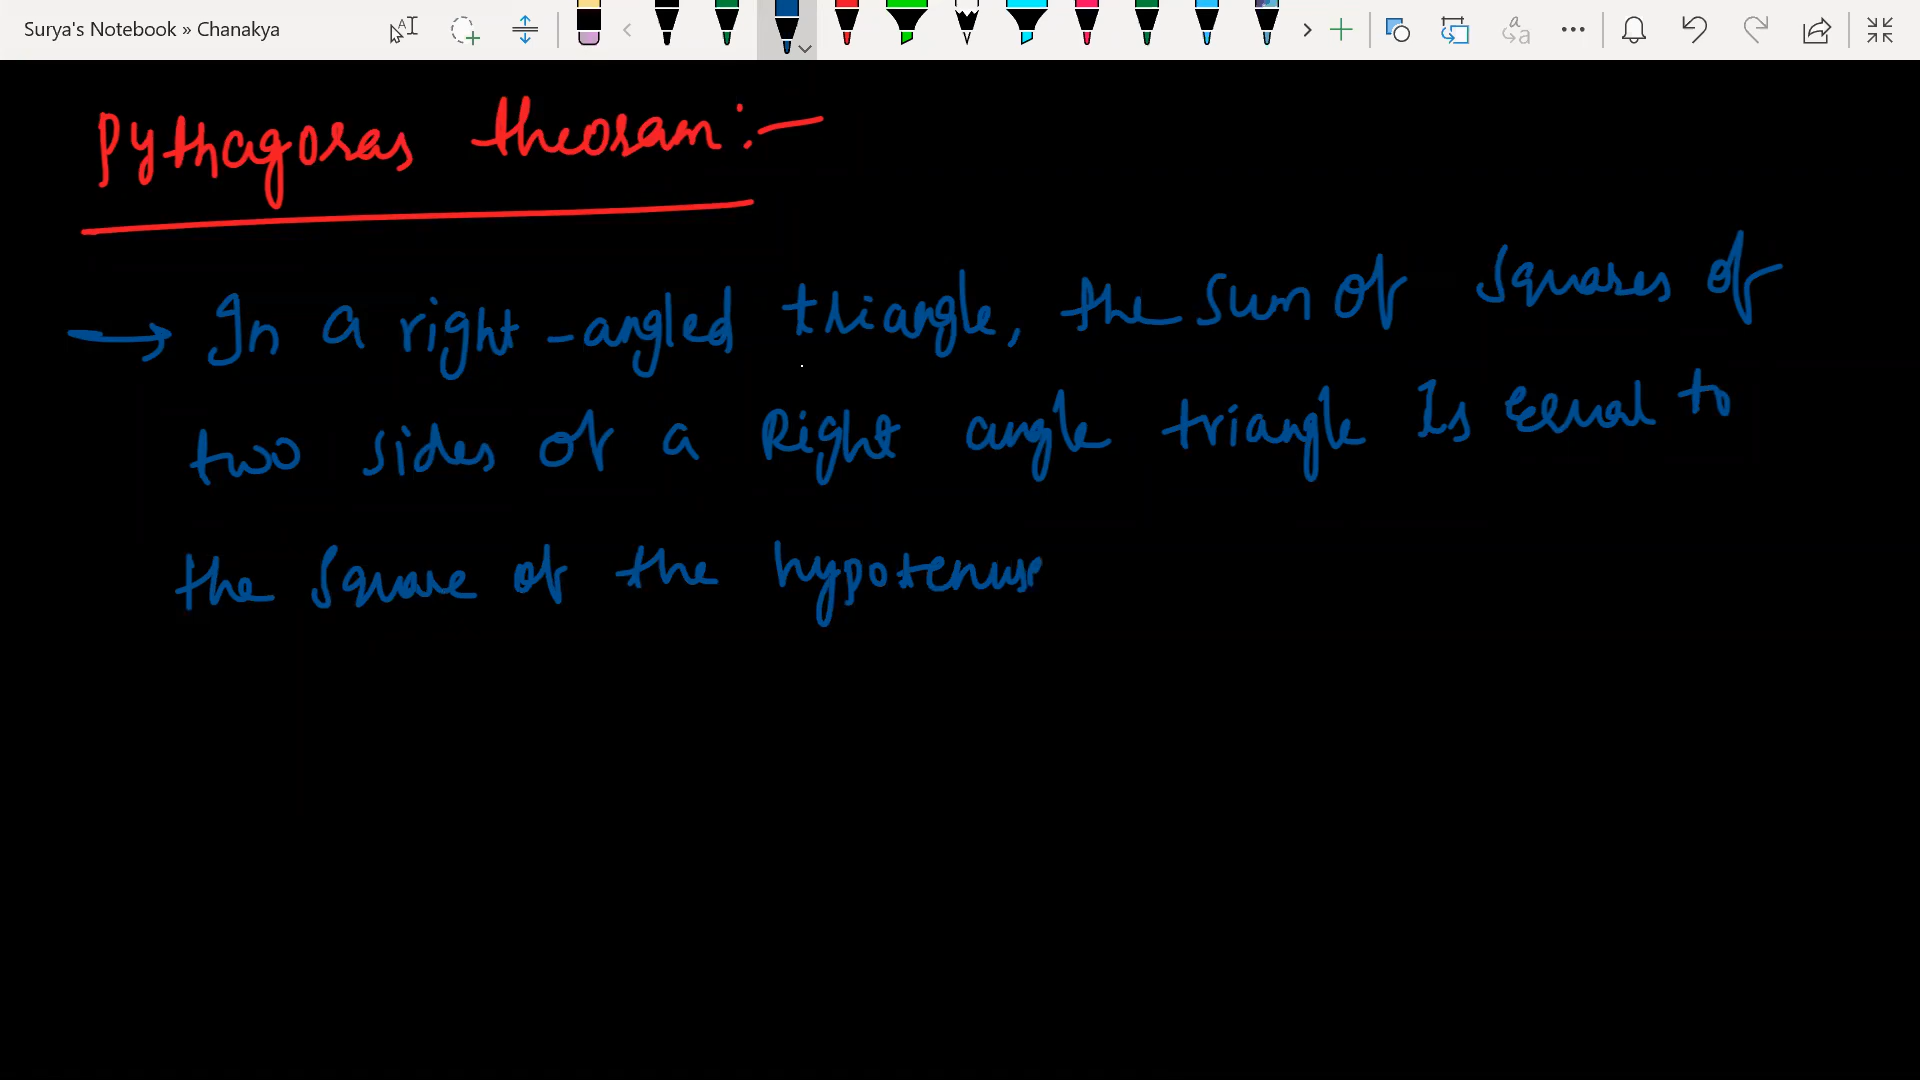 Surya's Notebook » Chanakya
Pythagoras theoram:-
→ In a right-angled triangle, the sum of squares of
two sides of a Right angle triangle Is equal to
the square of the hypotenuse